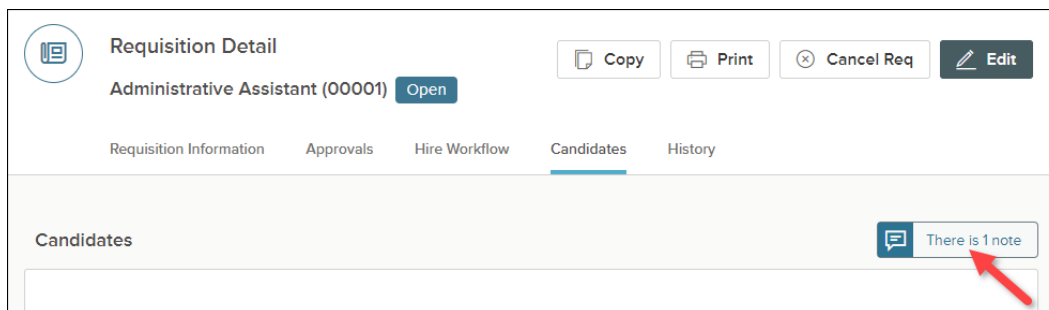 Requisition Detail
Copy
Print
Cancel Req
Edit
Administrative Assistant (00001) Open
Requisition Information Approvals Hire Workflow Candidates History
Candidates
There is 1 note